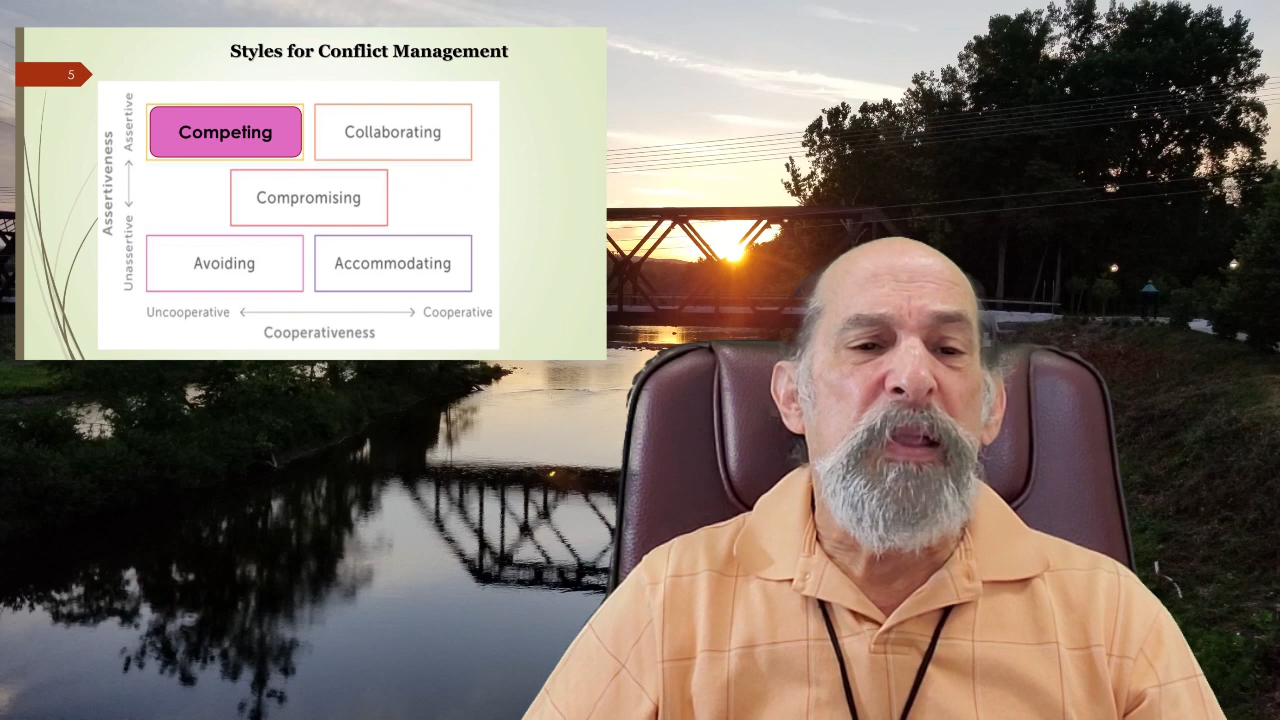 Styles for Conflict Management
5
Assertiveness
Unassertive
Assertive
Competing
Collaborating
Compromising
Avoiding
Accommodating
Uncooperative
Cooperative
Cooperativeness